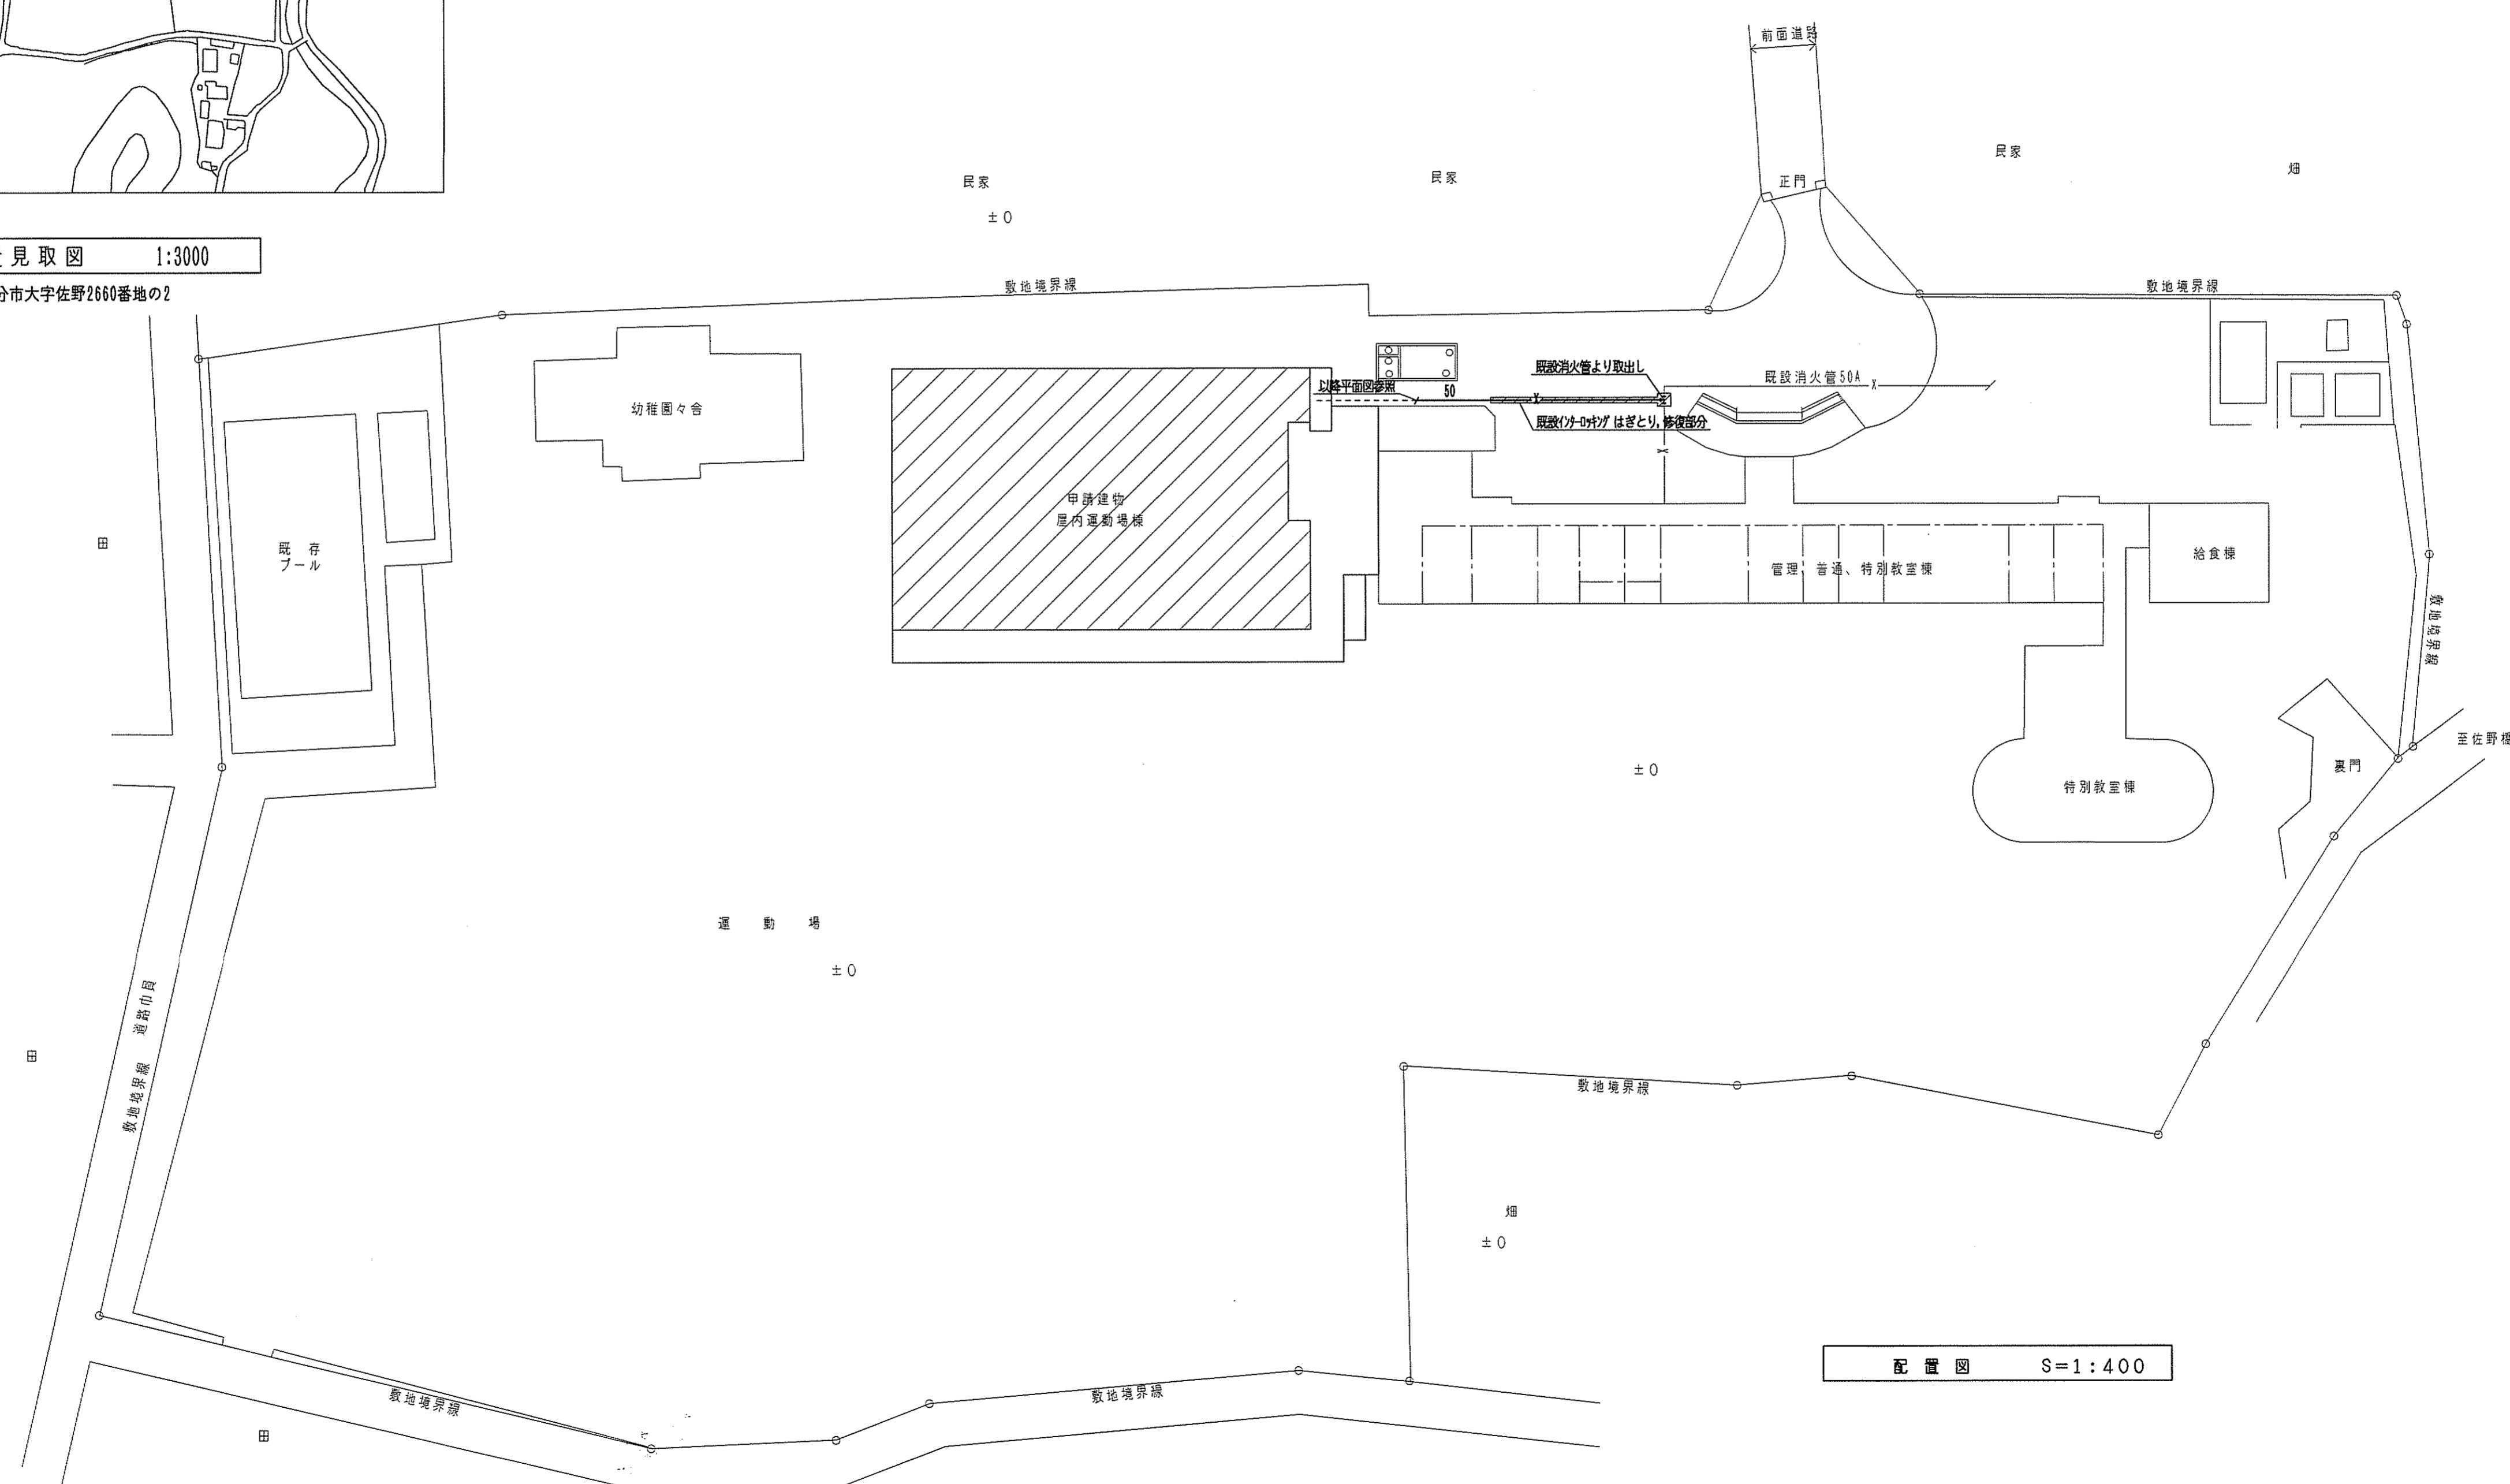 前面道路
民家
畑
民家
民家
正門
±0
見取図 1:3000
敷地境界線
敷地境界線
市大字佐野2660番地の2
既設消火管より取出し
既設消火管50A
以降平面図参照
50
幼稚園々舎
既設インターロッキング はぎとり,修復部分
申請建物
屋内運動場棟
田
既存
プール
給食棟
管理、普通、特別教室棟
敷地境界線
至佐野橋
裏門
±0
特別教室棟
運動場
±0
道路巾員
敷地境界線
田
敷地境界線
畑
±0
配置図 S=1:400
敷地境界線
敷地境界線
田